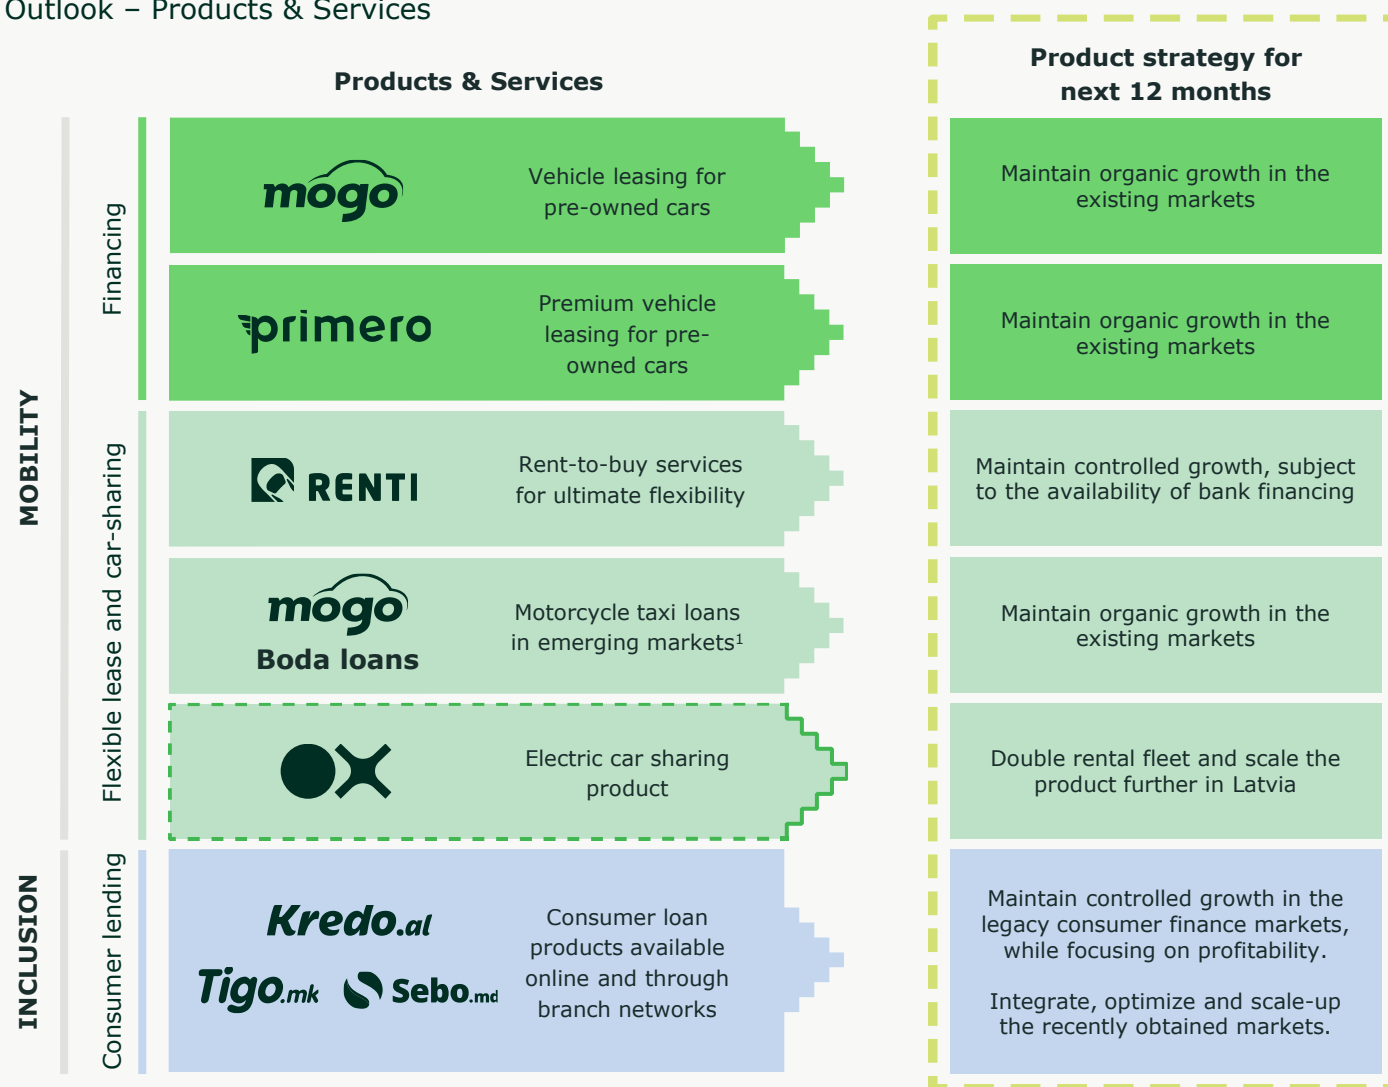 Outlook – Products & Services
Products & Services
Product strategy for
next 12 months
MOBILITY
Financing
mogo
Vehicle leasing for
pre-owned cars
Maintain organic growth in the
existing markets
primero
Premium vehicle
leasing for pre-
owned cars
Maintain organic growth in the
existing markets
Flexible lease and car-sharing
RENTI
Rent-to-buy services
for ultimate flexibility
Maintain controlled growth, subject
to the availability of bank financing
mogo
Boda loans
Motorcycle taxi loans
in emerging markets¹
Maintain organic growth in the
existing markets
OX
Electric car sharing
product
Double rental fleet and scale the
product further in Latvia
INCLUSION
Consumer lending
Kredo.al
Tigo.mk
Sebo.md
Consumer loan
products available
online and through
branch networks
Maintain controlled growth in the
legacy consumer finance markets,
while focusing on profitability.
Integrate, optimize and scale-up
the recently obtained markets.